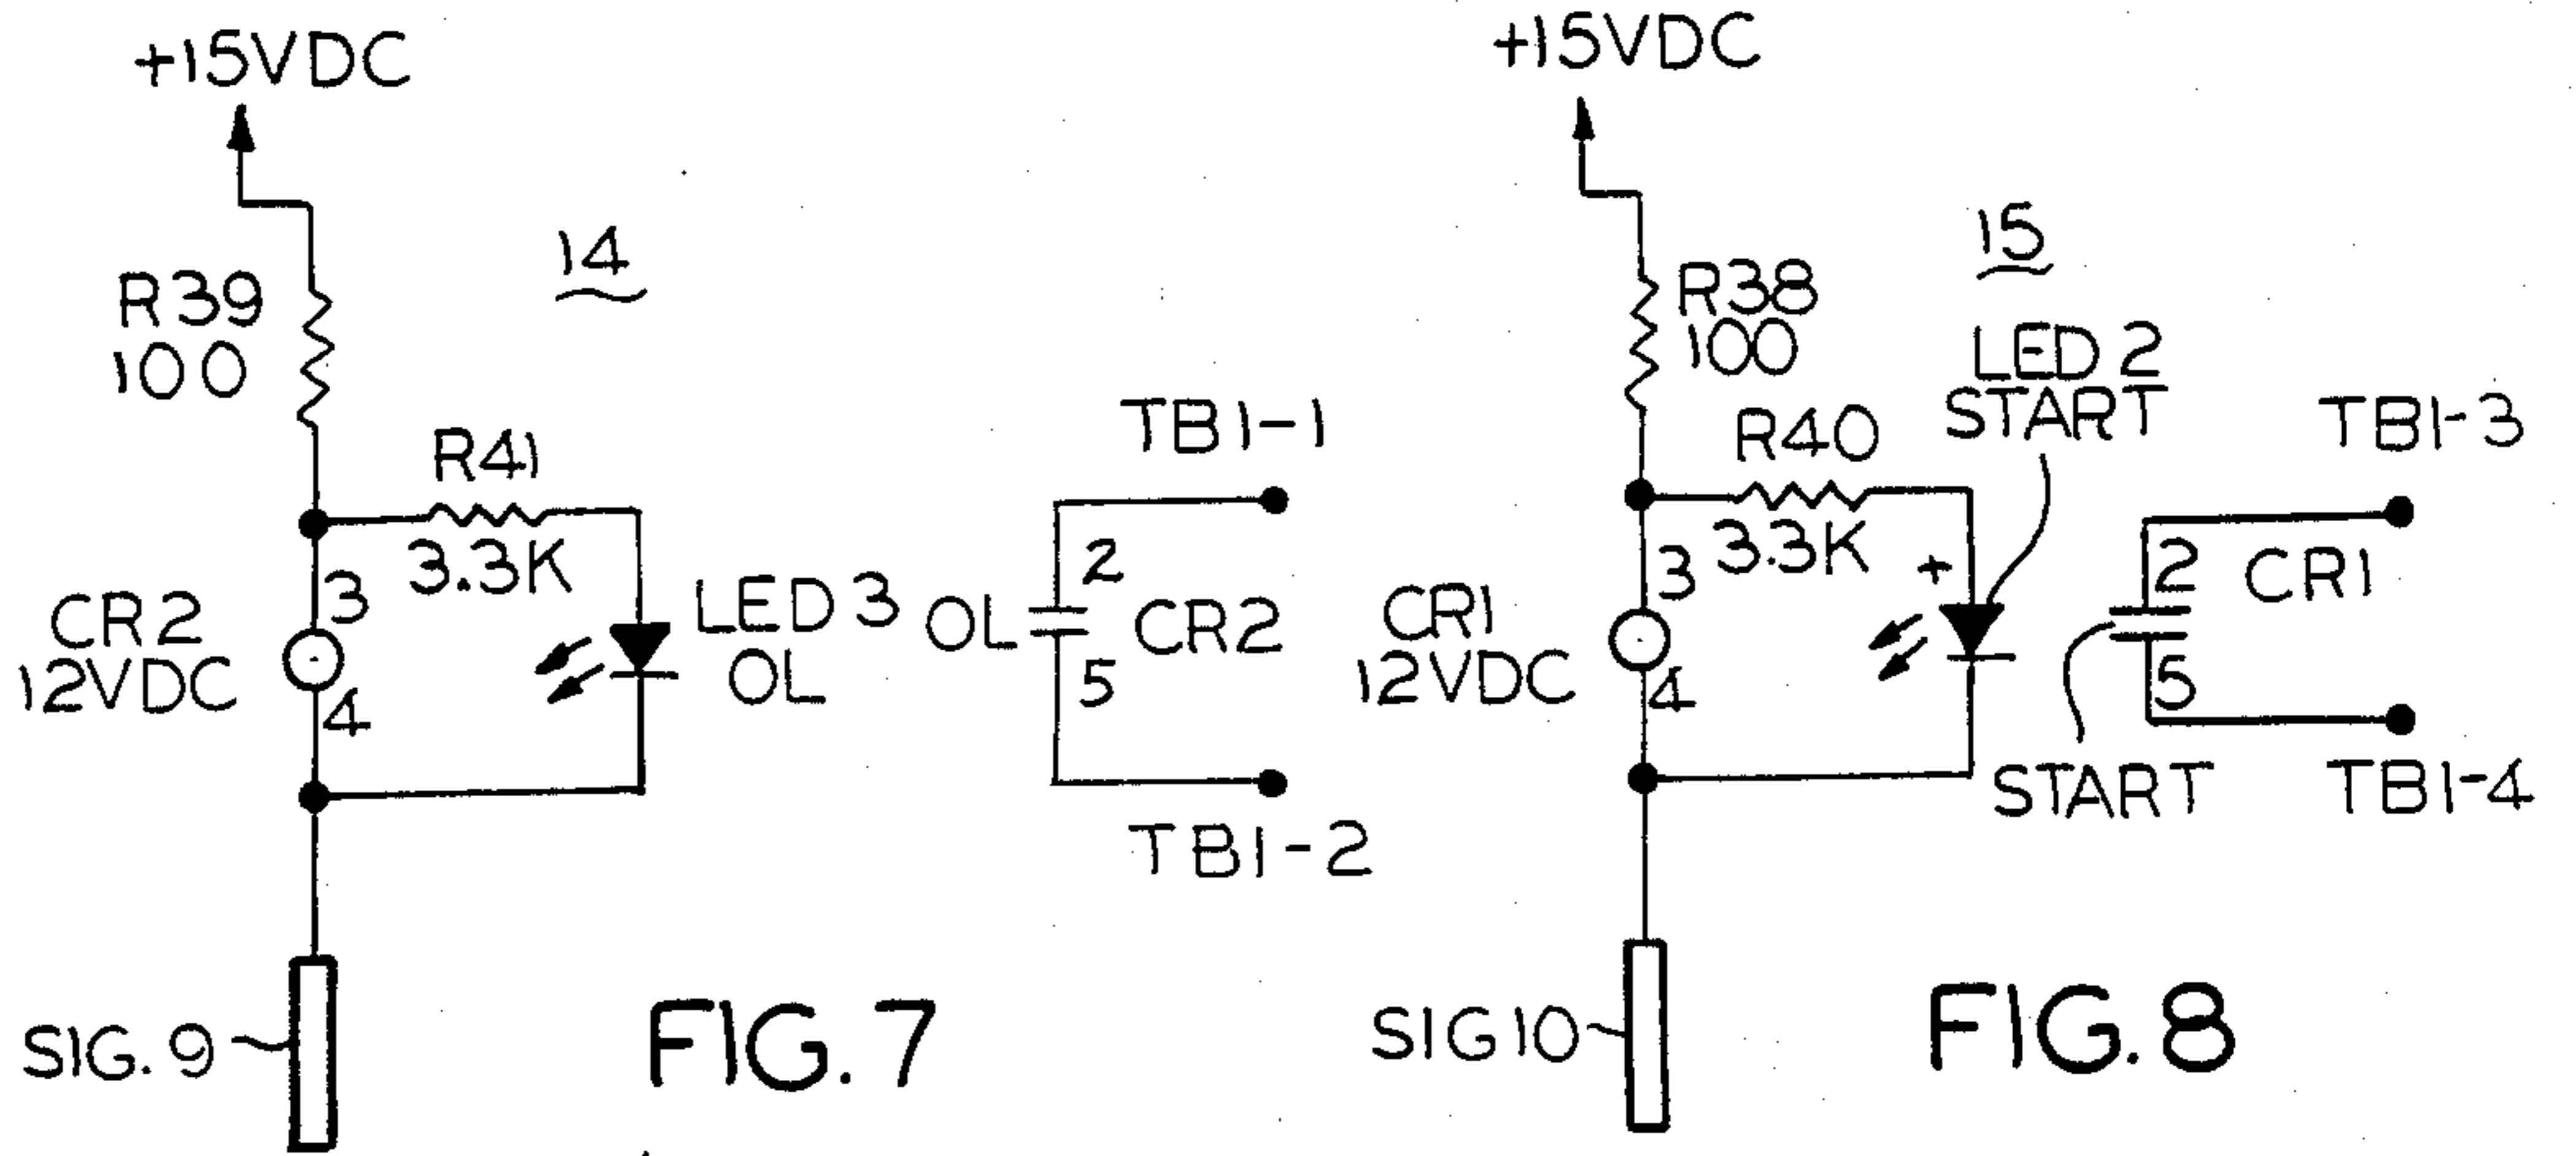 +15VDC
14
R39
100
R41
3.3K
CR2
12VDC
3
4
LED 3
OL
SIG. 9
TB1-1
OL
2
CR2
5
TB1-2
FIG. 7
+15VDC
15
R38
100
LED 2
START
R40
3.3K
+
CR1
12VDC
3
4
SIG 10
TB1-3
2
CR1
5
START
TB1-4
FIG. 8